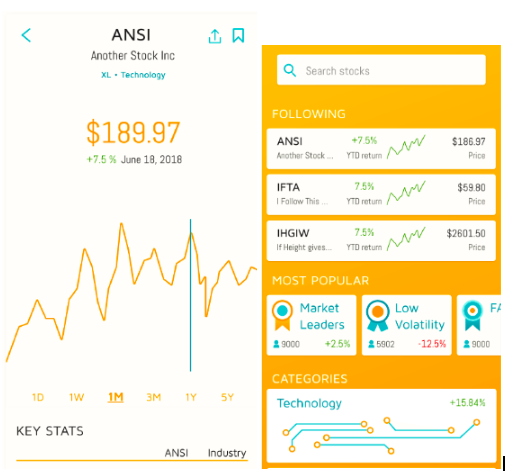 ANSI
Another Stock Inc
XL • Technology
$189.97
+7.5 % June 18, 2018
1D 1W 1M 3M 1Y 5Y
KEY STATS
ANSI Industry
Search stocks
FOLLOWING
ANSI +7.5% $186.97
Another Stock ... YTD return Price
IFTA 7.5% $59.80
I Follow This ... YTD return Price
IHGIW 7.5% $2601.50
If Height gives... YTD return Price
MOST POPULAR
Market
Leaders
9000 +2.5%
Low
Volatility
5902 -12.5%
FA
9000
CATEGORIES
Technology +15.84%